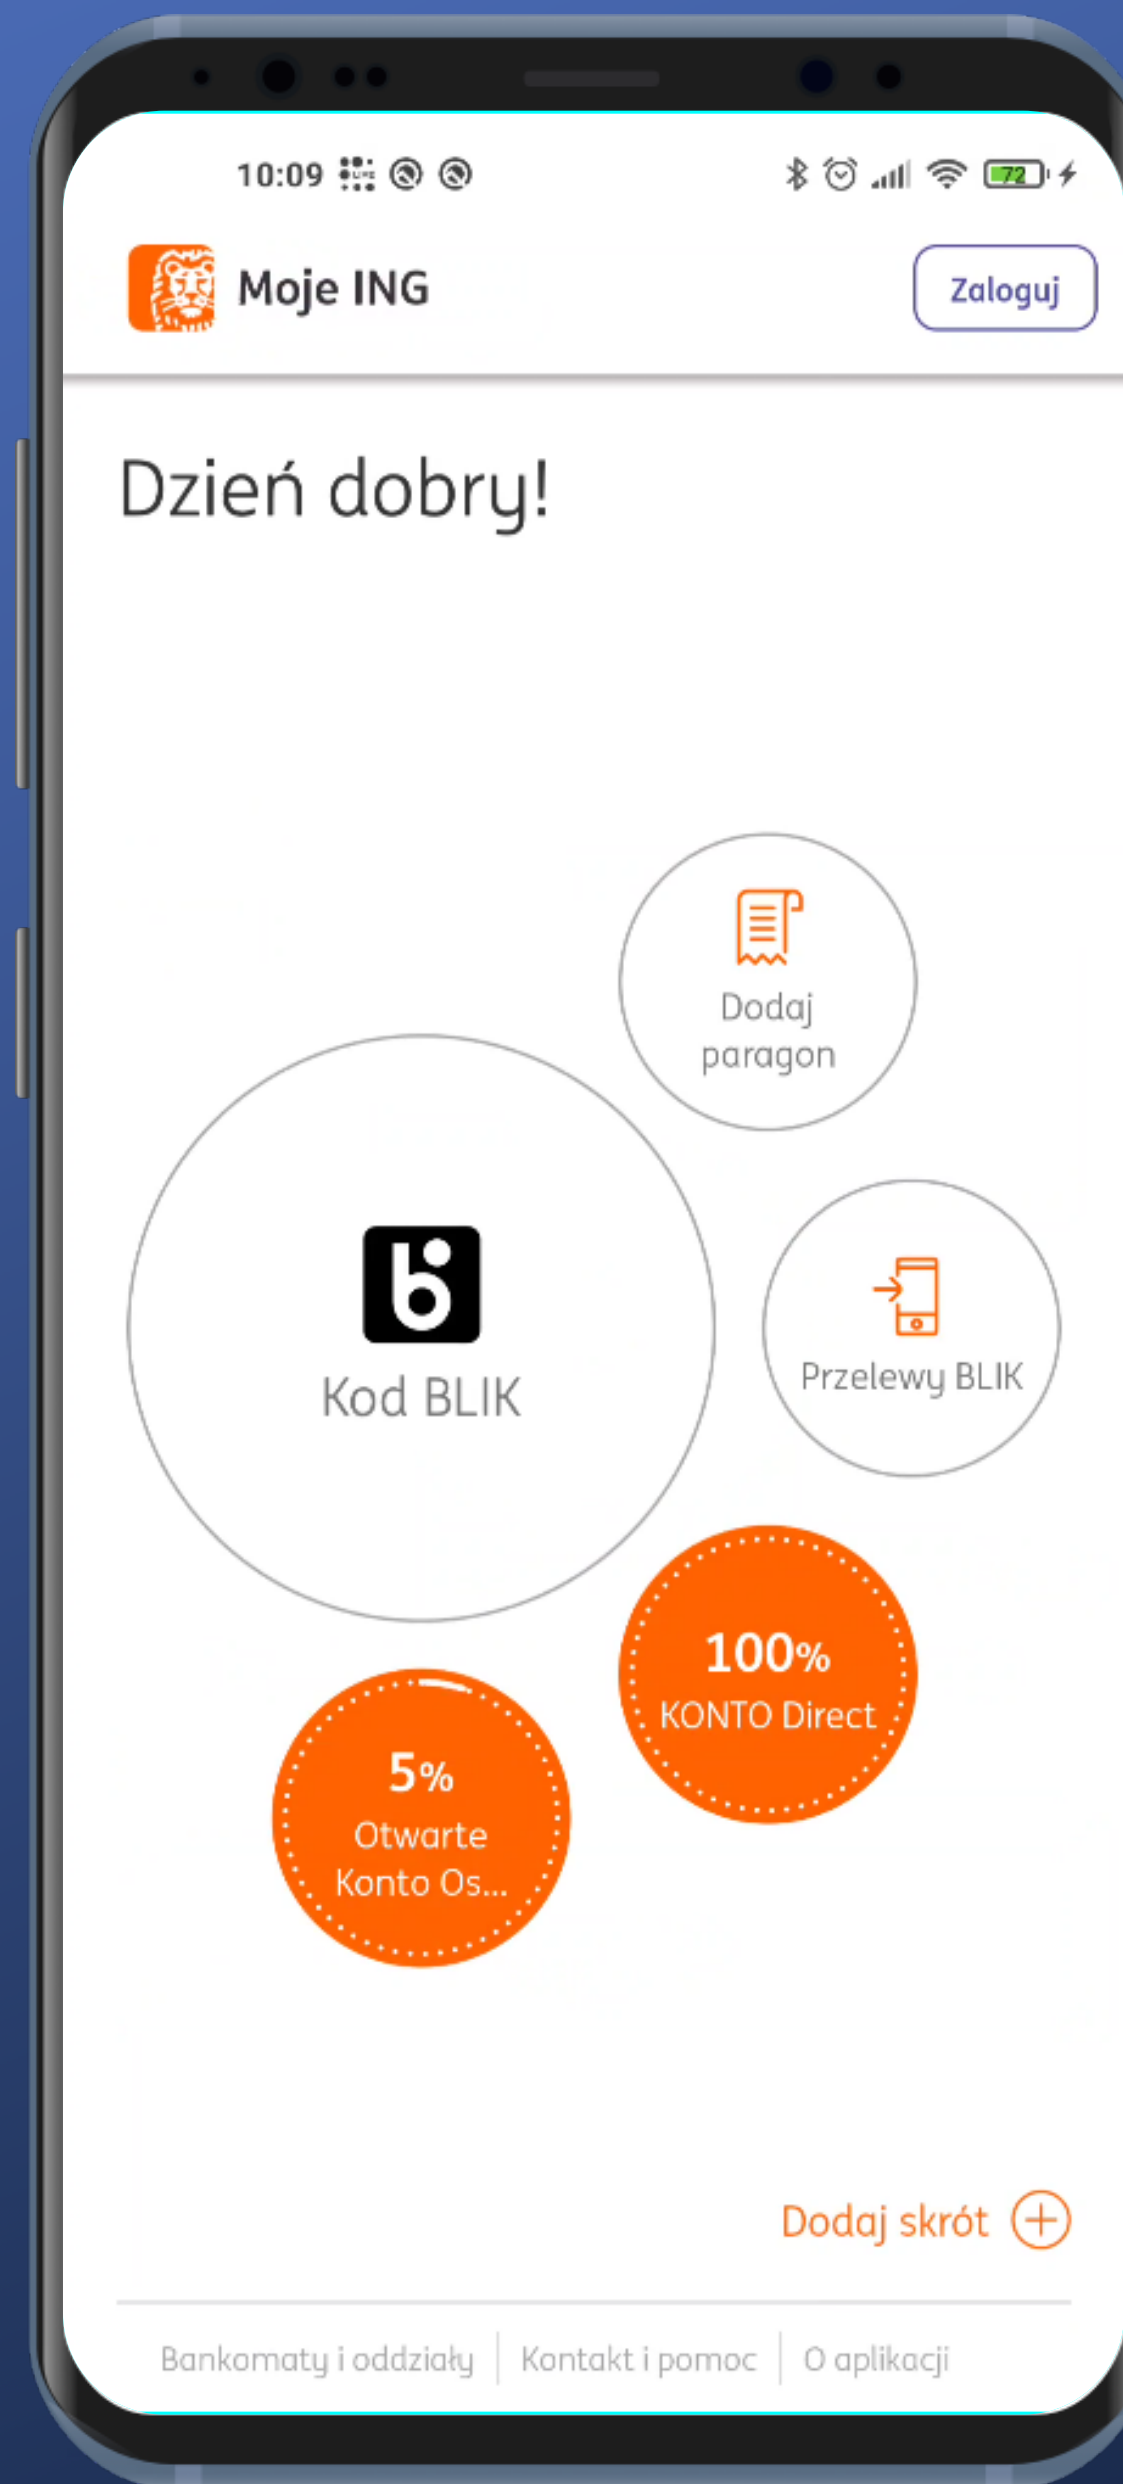 10:09
72
Moje ING
Zaloguj
Dzień dobry!
Dodaj
paragon
Kod BLIK
Przelewy BLIK
100%
KONTO Direct
5%
Otwarte
Konto Os...
Dodaj skrót
Bankomaty i oddziały
Kontakt i pomoc
O aplikacji